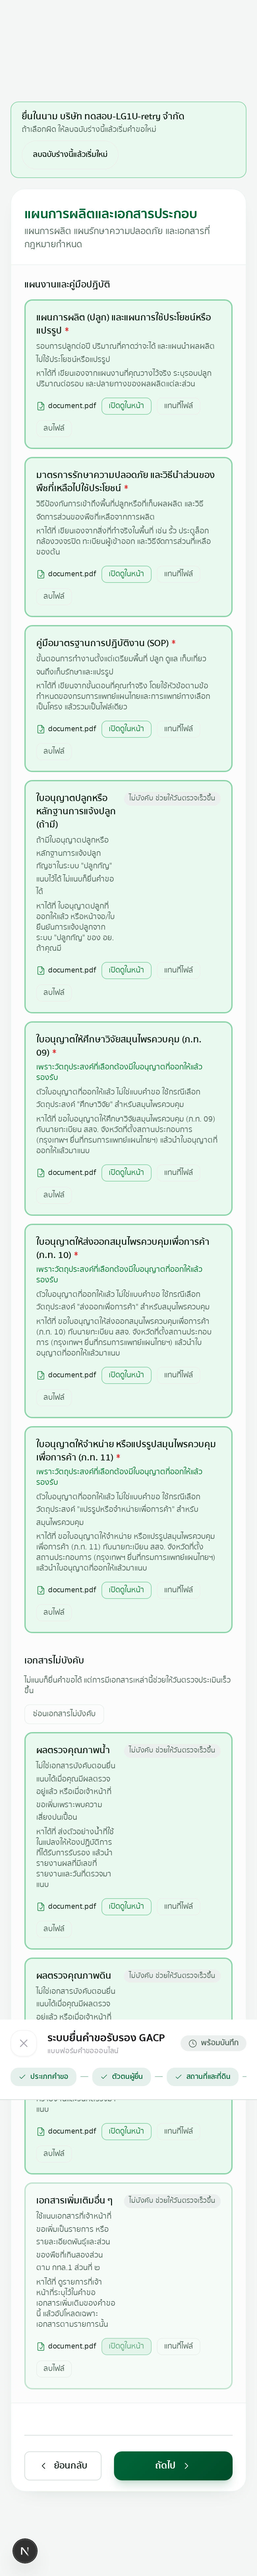 ยื่นในนาม บริษัท ทดสอบ-LG1U-retry จำกัด
ถ้าเลือกผิด ให้ลบฉบับร่างนี้แล้วเริ่มคำขอใหม่
ลบฉบับร่างนี้แล้วเริ่มใหม่
แผนการผลิตและเอกสารประกอบ
แผนการผลิต แผนรักษาความปลอดภัย และเอกสารที่
กฎหมายกำหนด
แผนงานและคู่มือปฏิบัติ
แผนการผลิต (ปลูก) และแผนการใช้ประโยชน์หรือ
แปรรูป *
รอบการปลูกต่อปี ปริมาณที่คาดว่าจะได้ และแผนนำผลผลิต
ไปใช้ประโยชน์หรือแปรรูป
หาได้ที่ เขียนเองจากแผนงานที่คุณวางไว้จริง ระบุรอบปลูก
ปริมาณต่อรอบ และปลายทางของผลผลิตแต่ละส่วน
document.pdf เปิดดูในหน้า แทนที่ไฟล์
ลบไฟล์
มาตรการรักษาความปลอดภัย และวิธีนำส่วนของ
พืชที่เหลือไปใช้ประโยชน์ *
วิธีป้องกันการเข้าถึงพื้นที่ปลูกหรือที่เก็บผลผลิต และวิธี
จัดการส่วนของพืชที่เหลือจากการผลิต
หาได้ที่ เขียนเองจากสิ่งที่ทำจริงในพื้นที่ เช่น รั้ว ประตูล็อก
กล้องวงจรปิด ทะเบียนผู้เข้าออก และวิธีจัดการส่วนที่เหลือ
ของต้น
document.pdf เปิดดูในหน้า แทนที่ไฟล์
ลบไฟล์
คู่มือมาตรฐานการปฏิบัติงาน (SOP) *
ขั้นตอนการทำงานตั้งแต่เตรียมพื้นที่ ปลูก ดูแล เก็บเกี่ยว
จนถึงเก็บรักษาและแปรรูป
หาได้ที่ เขียนจากขั้นตอนที่คุณทำจริง โดยใช้หัวข้อตามข้อ
กำหนดของกรมการแพทย์แผนไทยและการแพทย์ทางเลือก
เป็นโครง แล้วรวมเป็นไฟล์เดียว
document.pdf เปิดดูในหน้า แทนที่ไฟล์
ลบไฟล์
ใบอนุญาตปลูกหรือ
หลักฐานการแจ้งปลูก
(ถ้ามี)
ไม่บังคับ ช่วยให้วันตรวจเร็วขึ้น
ถ้ามีใบอนุญาตปลูกหรือ
หลักฐานการแจ้งปลูก
กัญชาในระบบ "ปลูกกัญ"
แนบไว้ได้ ไม่แนบก็ยื่นคำขอ
ได้
หาได้ที่ ใบอนุญาตปลูกที่
ออกให้แล้ว หรือหน้าจอ/ใบ
ยืนยันการแจ้งปลูกจาก
ระบบ "ปลูกกัญ" ของ อย.
ถ้าคุณมี
document.pdf เปิดดูในหน้า แทนที่ไฟล์
ลบไฟล์
ใบอนุญาตให้ศึกษาวิจัยสมุนไพรควบคุม (ภ.ท.
09) *
เพราะวัตถุประสงค์ที่เลือกต้องมีใบอนุญาตที่ออกให้แล้ว
รองรับ
ตัวใบอนุญาตที่ออกให้แล้ว ไม่ใช่แบบคำขอ ใช้กรณีเลือก
วัตถุประสงค์ "ศึกษาวิจัย" สำหรับสมุนไพรควบคุม
หาได้ที่ ขอใบอนุญาตให้ศึกษาวิจัยสมุนไพรควบคุม (ภ.ท. 09)
กับนายทะเบียน สสจ. จังหวัดที่ตั้งสถานประกอบการ
(กรุงเทพฯ ยื่นที่กรมการแพทย์แผนไทยฯ) แล้วนำใบอนุญาตที่
ออกให้แล้วมาแนบ
document.pdf เปิดดูในหน้า แทนที่ไฟล์
ลบไฟล์
ใบอนุญาตให้ส่งออกสมุนไพรควบคุมเพื่อการค้า
(ภ.ท. 10) *
เพราะวัตถุประสงค์ที่เลือกต้องมีใบอนุญาตที่ออกให้แล้ว
รองรับ
ตัวใบอนุญาตที่ออกให้แล้ว ไม่ใช่แบบคำขอ ใช้กรณีเลือก
วัตถุประสงค์ "ส่งออกเพื่อการค้า" สำหรับสมุนไพรควบคุม
หาได้ที่ ขอใบอนุญาตให้ส่งออกสมุนไพรควบคุมเพื่อการค้า
(ภ.ท. 10) กับนายทะเบียน สสจ. จังหวัดที่ตั้งสถานประกอบ
การ (กรุงเทพฯ ยื่นที่กรมการแพทย์แผนไทยฯ) แล้วนำใบ
อนุญาตที่ออกให้แล้วมาแนบ
document.pdf เปิดดูในหน้า แทนที่ไฟล์
ลบไฟล์
ใบอนุญาตให้จำหน่าย หรือแปรรูปสมุนไพรควบคุม
เพื่อการค้า (ภ.ท. 11) *
เพราะวัตถุประสงค์ที่เลือกต้องมีใบอนุญาตที่ออกให้แล้ว
รองรับ
ตัวใบอนุญาตที่ออกให้แล้ว ไม่ใช่แบบคำขอ ใช้กรณีเลือก
วัตถุประสงค์ "แปรรูปหรือจำหน่ายเพื่อการค้า" สำหรับ
สมุนไพรควบคุม
หาได้ที่ ขอใบอนุญาตให้จำหน่าย หรือแปรรูปสมุนไพรควบคุม
เพื่อการค้า (ภ.ท. 11) กับนายทะเบียน สสจ. จังหวัดที่ตั้ง
สถานประกอบการ (กรุงเทพฯ ยื่นที่กรมการแพทย์แผนไทยฯ)
แล้วนำใบอนุญาตที่ออกให้แล้วมาแนบ
document.pdf เปิดดูในหน้า แทนที่ไฟล์
ลบไฟล์
เอกสารไม่บังคับ
ไม่แนบก็ยื่นคำขอได้ แต่การมีเอกสารเหล่านี้ช่วยให้วันตรวจประเมินเร็ว
ขึ้น
ซ่อนเอกสารไม่บังคับ
ผลตรวจคุณภาพน้ำ
ไม่บังคับ ช่วยให้วันตรวจเร็วขึ้น
ไม่ใช่เอกสารบังคับตอนยื่น
แนบได้เมื่อคุณมีผลตรวจ
อยู่แล้ว หรือเมื่อเจ้าหน้าที่
ขอเพิ่มเพราะพบความ
เสี่ยงปนเปื้อน
หาได้ที่ ส่งตัวอย่างน้ำที่ใช้
ในแปลงให้ห้องปฏิบัติการ
ที่ได้รับการรับรอง แล้วนำ
รายงานผลที่มีเลขที่
รายงานและวันที่ตรวจมา
แนบ
document.pdf เปิดดูในหน้า แทนที่ไฟล์
ลบไฟล์
ผลตรวจคุณภาพดิน
ไม่บังคับ ช่วยให้วันตรวจเร็วขึ้น
ไม่ใช่เอกสารบังคับตอนยื่น
แนบได้เมื่อคุณมีผลตรวจ
อยู่แล้ว หรือเมื่อเจ้าหน้าที่
ระบบยื่นคำขอรับรอง GACP
แบบฟอร์มคำขอออนไลน์
พร้อมบันทึก
ประเภทคำขอ
ตัวตนผู้ยื่น
สถานที่และที่ดิน
แนบ
document.pdf เปิดดูในหน้า แทนที่ไฟล์
ลบไฟล์
เอกสารเพิ่มเติมอื่น ๆ
ไม่บังคับ ช่วยให้วันตรวจเร็วขึ้น
ใช้แนบเอกสารที่เจ้าหน้าที่
ขอเพิ่มเป็นรายการ หรือ
รายละเอียดพันธุ์และส่วน
ของพืชที่เกินสองส่วน
ตาม กทล.1 ส่วนที่ ๒
หาได้ที่ ดูรายการที่เจ้า
หน้าที่ระบุไว้ในคำขอ
เอกสารเพิ่มเติมของคำขอ
นี้ แล้วอัปโหลดเฉพาะ
เอกสารตามรายการนั้น
document.pdf เปิดดูในหน้า แทนที่ไฟล์
ลบไฟล์
ย้อนกลับ
ถัดไป
N